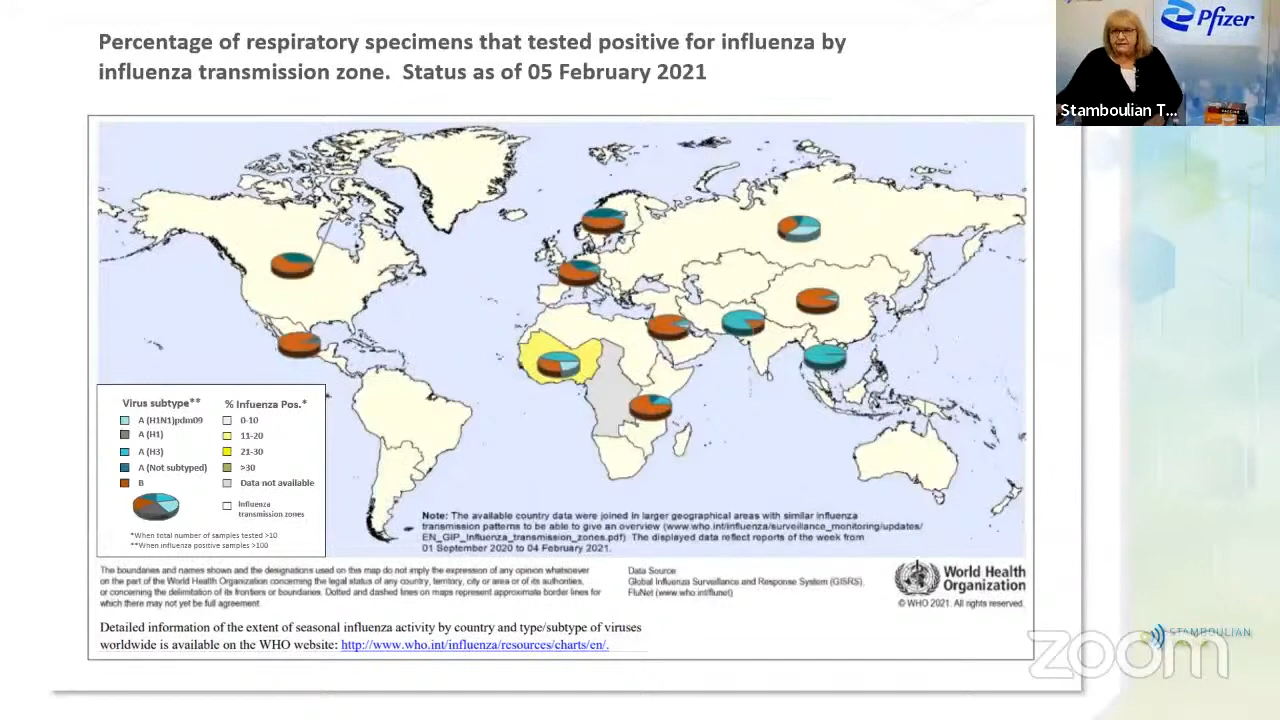 Percentage of respiratory specimens that tested positive for influenza by
influenza transmission zone. Status as of 05 February 2021
Pfizer
Stamboulian T...
Virus subtype**
A (H1N1)pdm09
A (H1)
A (H3)
A (Not subtyped)
B
% Infuenza Pos.*
0-10
11-20
21-30
>30
Data not available
Influenza
transmission zones
*When total number of samples tested >10
**When influenza positive samples >100
Note: The available country data were joined in larger geographical areas with similar influenza
transmission patterns to be able to give an overview (www.who.int/influenza/surveillance_monitoring/updates/
EN_GIP_Influenza_transmission_zones.pdf) The displayed data reflect reports of the week from
01 September 2020 to 04 February 2021.
The boundaries and names shown and the designations used on this map do not imply the expression of any opinion whatsoever
on the part of the World Health Organization concerning the legal status of any country, territory, city or area or of its authorities,
or concerning the delimitation of its frontiers or boundaries. Dotted and dashed lines on maps represent approximate border lines for
which there may not yet be full agreement.
Data Source:
Global Influenza Surveillance and Response System (GISRS),
FluNet (www.who.int/flunet)
World Health
Organization
© WHO 2021. All rights reserved.
Detailed information of the extent of seasonal influenza activity by country and type/subtype of viruses
worldwide is available on the WHO website: http://www.who.int/influenza/resources/charts/en/.
STAMBOULIAN
zoom